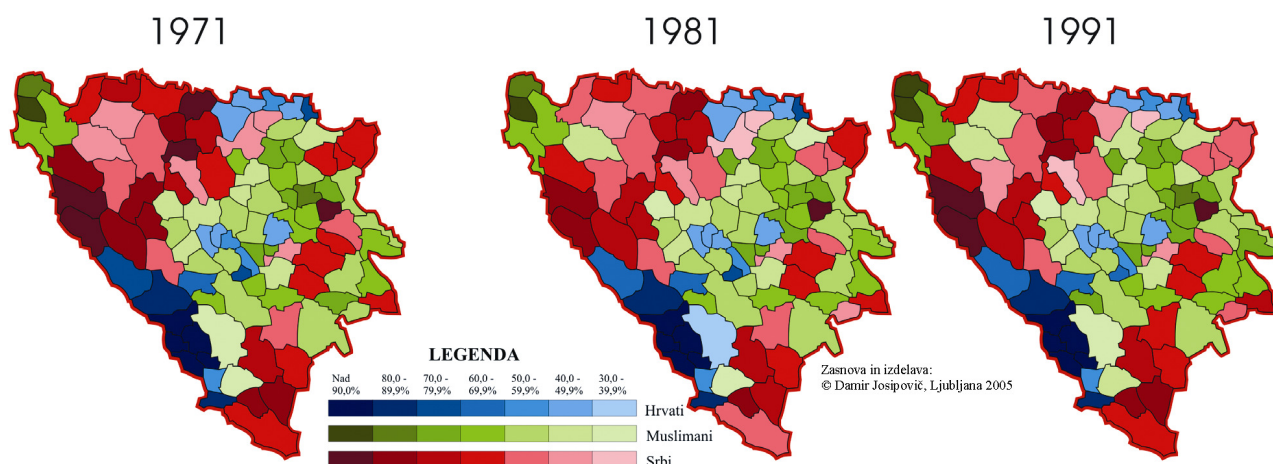 1971
1981
1991
LEGENDA
Nad 90,0%
80,0 - 89,9%
70,0 - 79,9%
60,0 - 69,9%
50,0 - 59,9%
40,0 - 49,9%
30,0 - 39,9%
Hrvati
Muslimani
Srbi
Zasnova in izdelava:
© Damir Josipovič, Ljubljana 2005